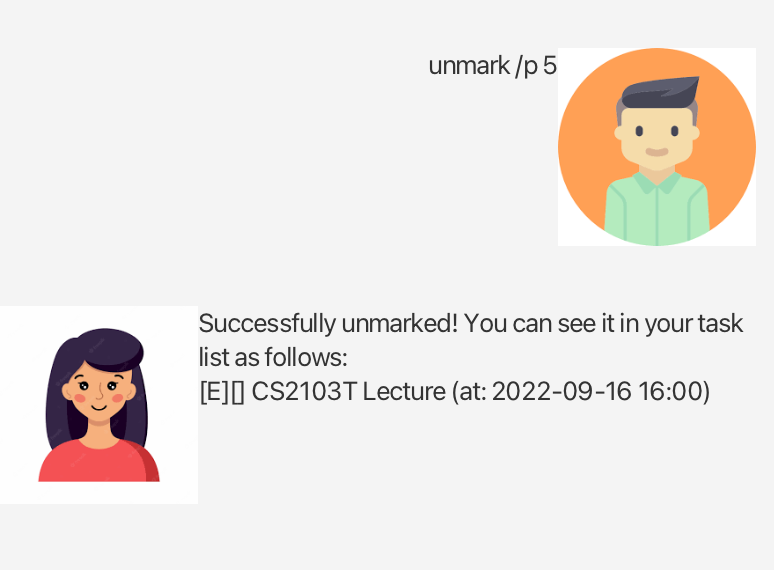 unmark /p 5
Successfully unmarked! You can see it in your task
list as follows:
[E][] CS2103T Lecture (at: 2022-09-16 16:00)